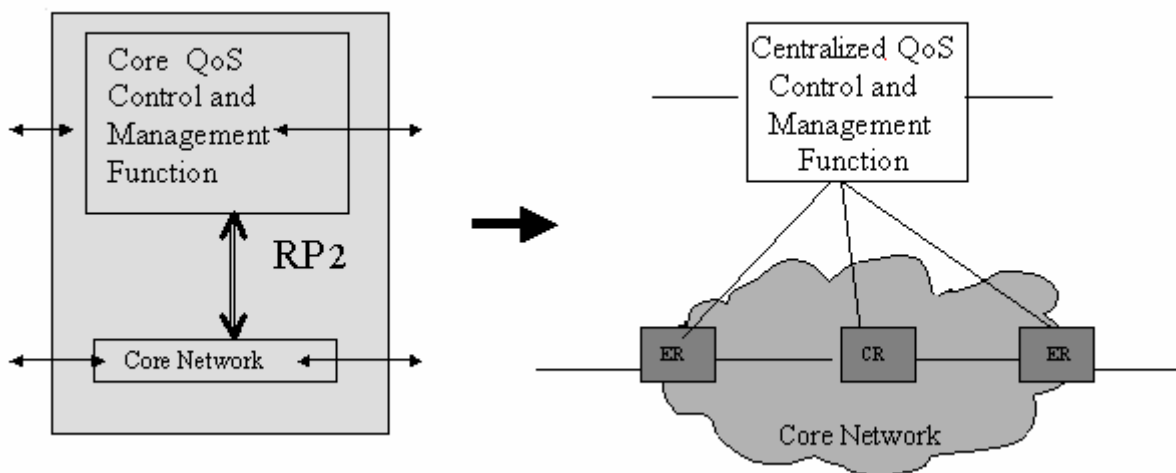 Core QoS
Control and
Management
Function
RP2
Core Network
Centralized QoS
Control and
Management
Function
ER
CR
ER
Core Network